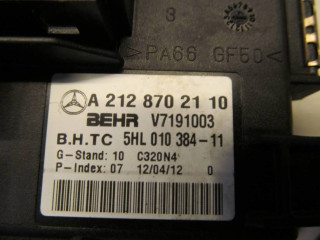 3
>PA66 GF50<
A 212 870 21 10
BEHR V7191003
B.H.TC 5HL 010 384-11
G-Stand: 10 C320N4
P-Index: 07 12/04/12 0